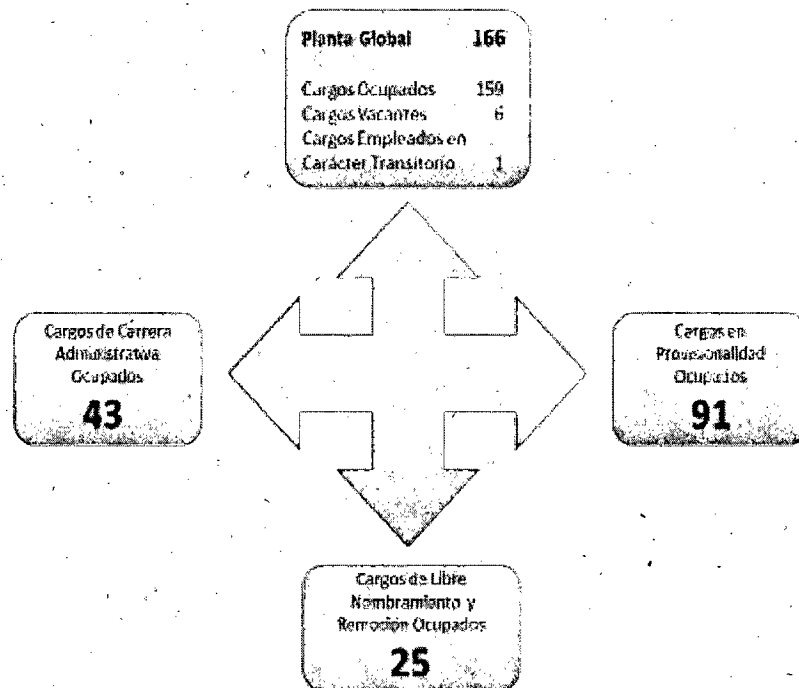 Planta Global 166
Cargos Ocupados 159
Cargos Vacantes 6
Cargos Empleados en
Carácter Transitorio 1
Cargos de Carrera
Administrativa
Ocupados
43
Cargos en
Provisionalidad
Ocupados
91
Cargos de Libre
Nombramiento y
Remoción Ocupados
25